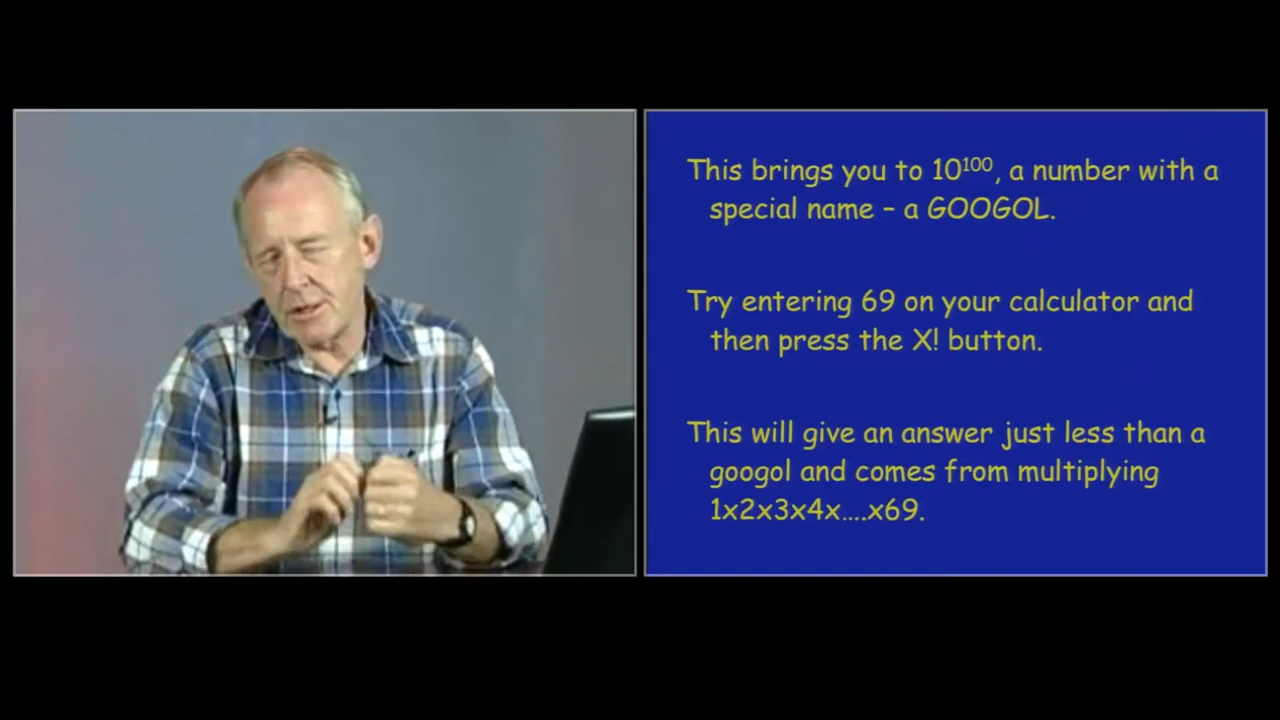 This brings you to 10¹⁰⁰, a number with a
special name – a GOOGOL.
Try entering 69 on your calculator and
then press the X! button.
This will give an answer just less than a
googol and comes from multiplying
1x2x3x4x....x69.